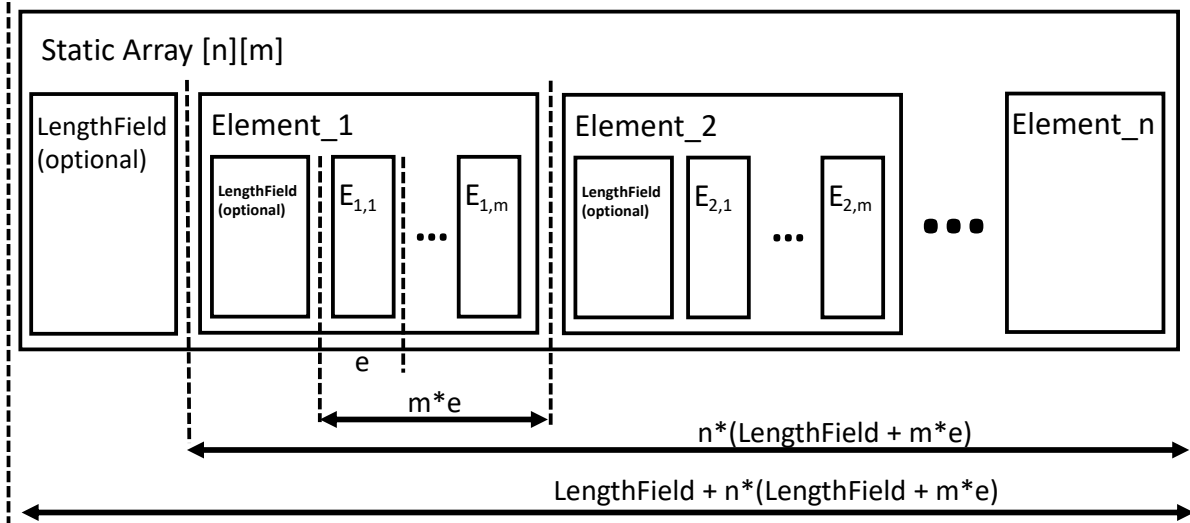 Static Array [n][m]
LengthField
(optional)
Element_1
LengthField
(optional)
E1,1
...
E1,m
Element_2
LengthField
(optional)
E2,1
...
E2,m
...
Element_n
e
m*e
n*(LengthField + m*e)
LengthField + n*(LengthField + m*e)